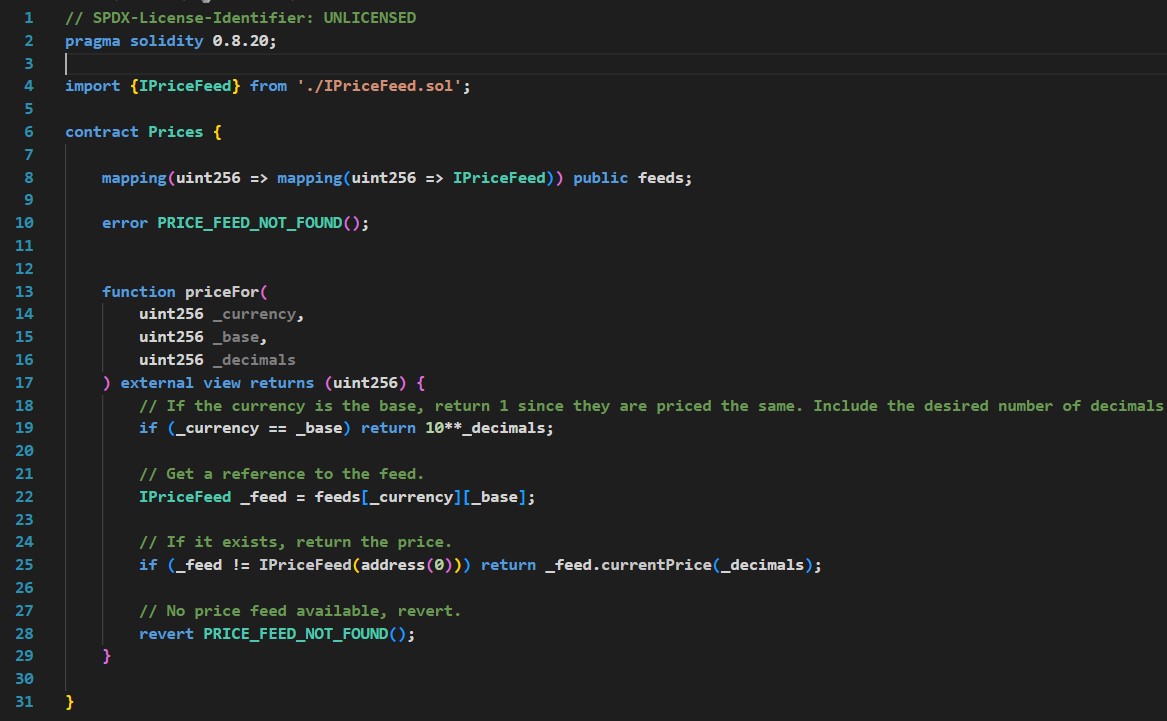 1 // SPDX-License-Identifier: UNLICENSED
2 pragma solidity 0.8.20;
3
4 import {IPriceFeed} from './IPriceFeed.sol';
5
6 contract Prices {
7
8 mapping(uint256 => mapping(uint256 => IPriceFeed)) public feeds;
9
10 error PRICE_FEED_NOT_FOUND();
11
12
13 function priceFor(
14 uint256 _currency,
15 uint256 _base,
16 uint256 _decimals
17 ) external view returns (uint256) {
18 // If the currency is the base, return 1 since they are priced the same. Include the desired number of decimals
19 if (_currency == _base) return 10**_decimals;
20
21 // Get a reference to the feed.
22 IPriceFeed _feed = feeds[_currency][_base];
23
24 // If it exists, return the price.
25 if (_feed != IPriceFeed(address(0))) return _feed.currentPrice(_decimals);
26
27 // No price feed available, revert.
28 revert PRICE_FEED_NOT_FOUND();
29 }
30
31 }